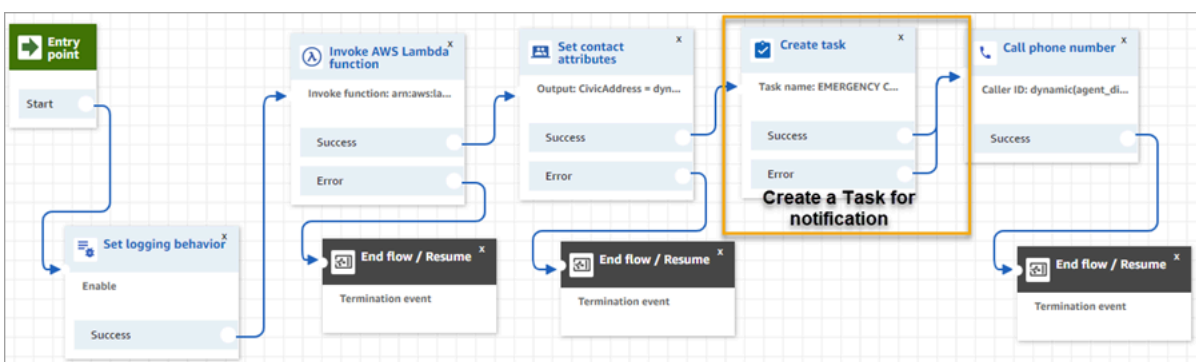 Entry
point
Start
Set logging behavior
x
Enable
Success
Invoke AWS Lambda
function
x
Invoke function: arn:aws:la...
Success
Error
End flow / Resume
x
Termination event
Set contact
attributes
x
Output: CivicAddress = dyn...
Success
Error
End flow / Resume
x
Termination event
Create task
x
Task name: EMERGENCY C...
Success
Error
Create a Task for
notification
Call phone number
x
Caller ID: dynamic(agent_di...
Success
End flow / Resume
x
Termination event